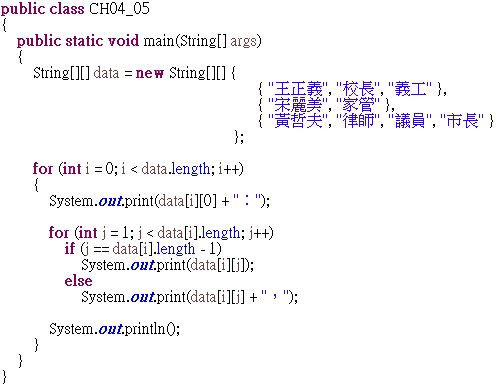 public class CH04_05
{
public static void main(String[] args)
{
String[][] data = new String[][] {
{ "王正義", "校長", "義工" },
{ "宋麗美", "家管" },
{ "黃哲夫", "律師", "議員", "市長" }
};
for (int i = 0; i < data.length; i++)
{
System.out.print(data[i][0] + "：");
for (int j = 1; j < data[i].length; j++)
if (j == data[i].length - 1)
System.out.print(data[i][j]);
else
System.out.print(data[i][j] + "，");
System.out.println();
}
}
}